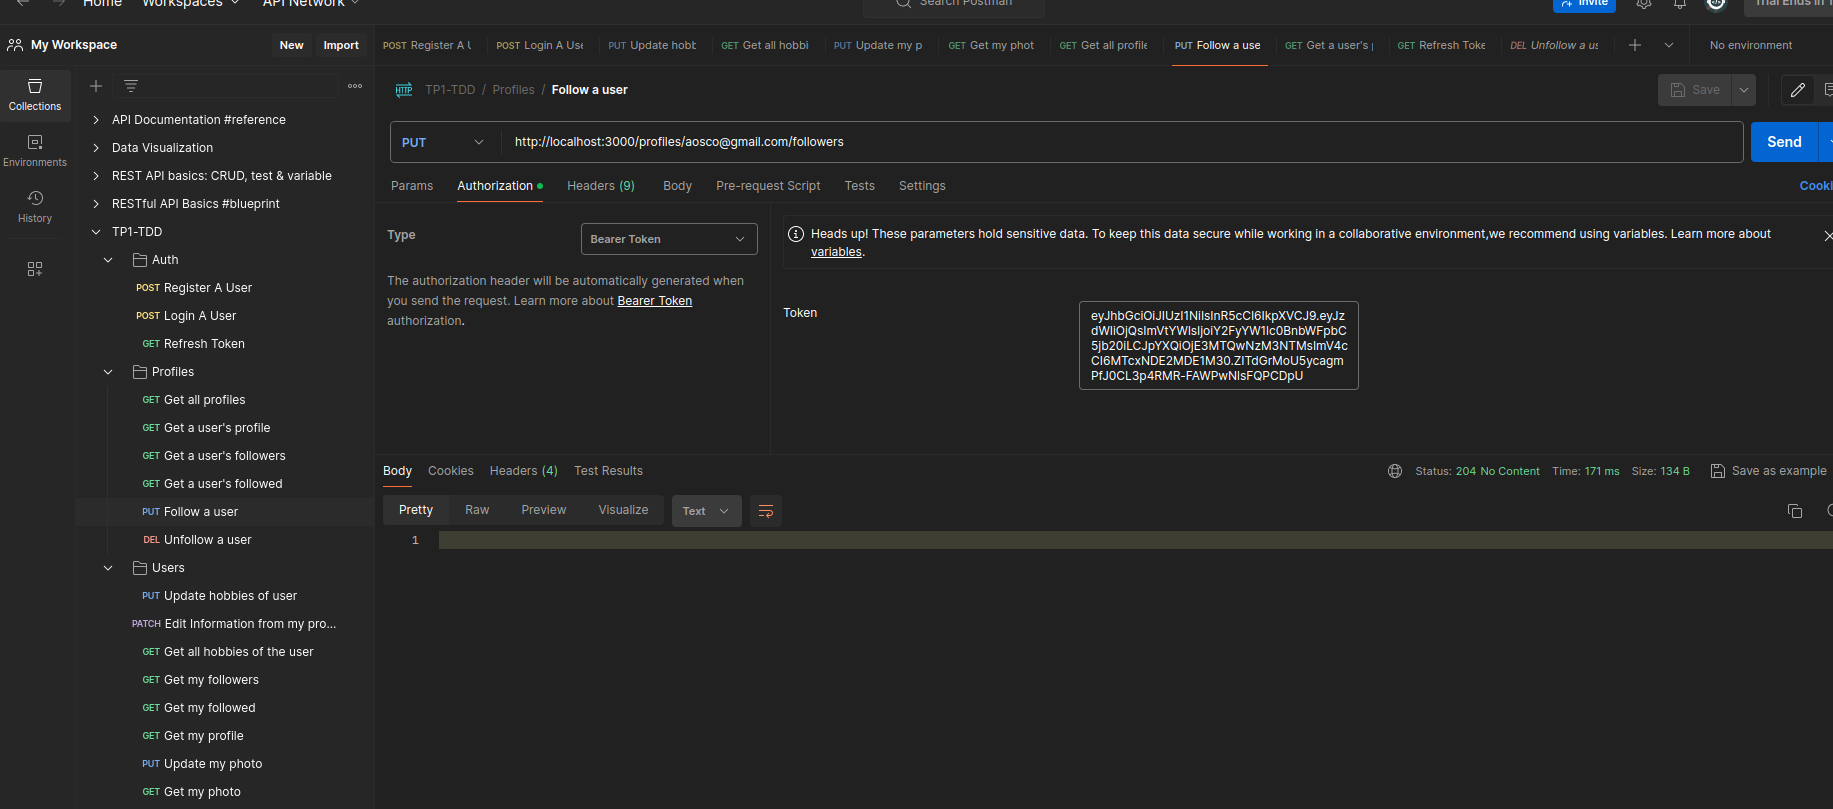 Home Workspaces API Network Search Postman Invite Trial Ends in
My Workspace New Import
POST Register A U POST Login A Use PUT Update hobb GET Get all hobbi PUT Update my p GET Get my phot GET Get all profile PUT Follow a use GET Get a user's GET Refresh Toke DEL Unfollow a us No environment
Collections
Environments
History
API Documentation #reference
Data Visualization
REST API basics: CRUD, test & variable
RESTful API Basics #blueprint
TP1-TDD
Auth
POST Register A User
POST Login A User
GET Refresh Token
Profiles
GET Get all profiles
GET Get a user's profile
GET Get a user's followers
GET Get a user's followed
PUT Follow a user
DEL Unfollow a user
Users
PUT Update hobbies of user
PATCH Edit Information from my pro...
GET Get all hobbies of the user
GET Get my followers
GET Get my followed
GET Get my profile
PUT Update my photo
GET Get my photo
HTTP TP1-TDD / Profiles / Follow a user Save
PUT http://localhost:3000/profiles/aosco@gmail.com/followers Send
Params Authorization Headers (9) Body Pre-request Script Tests Settings Cooki
Type Bearer Token
The authorization header will be automatically generated when
you send the request. Learn more about Bearer Token
authorization.
Heads up! These parameters hold sensitive data. To keep this data secure while working in a collaborative environment,we recommend using variables. Learn more about
variables.
Token
Body Cookies Headers (4) Test Results Status: 204 No Content Time: 171 ms Size: 134 B Save as example
Pretty Raw Preview Visualize Text
1